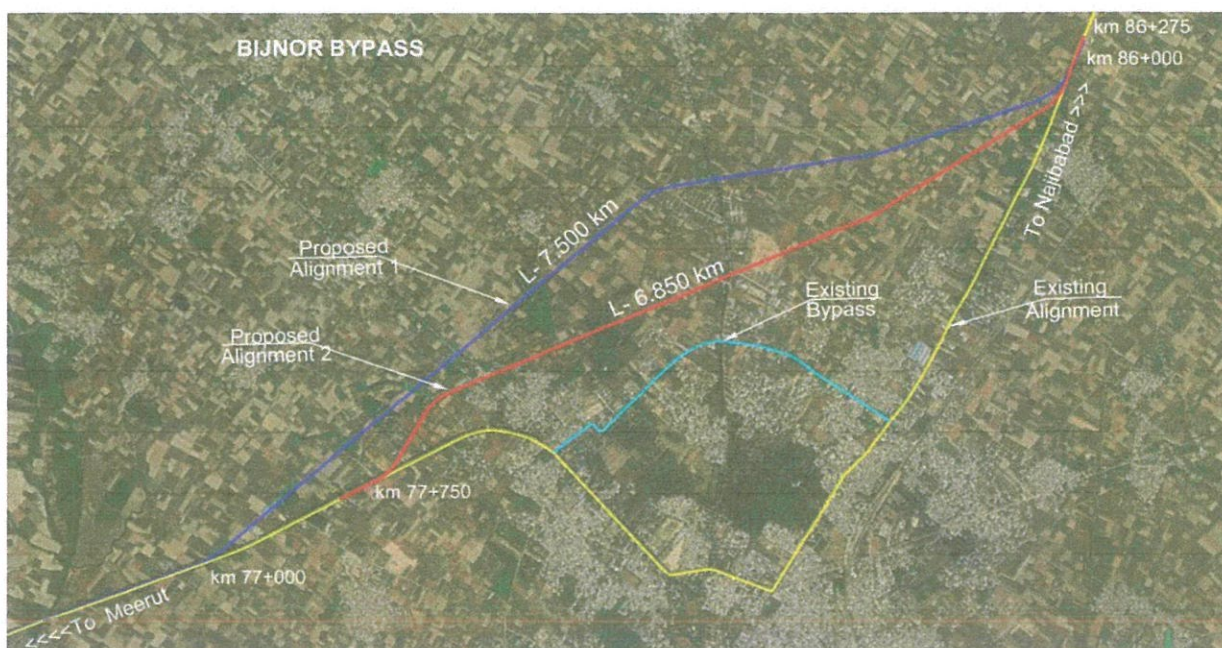 BIJNOR BYPASS
km 86+275
km 86+000
To Najibabad >>>
L- 7.500 km
Proposed
Alignment 1
L- 6.850 km
Existing
Bypass
Existing
Alignment
Proposed
Alignment 2
km 77+750
km 77+000
<<<<To Meerut